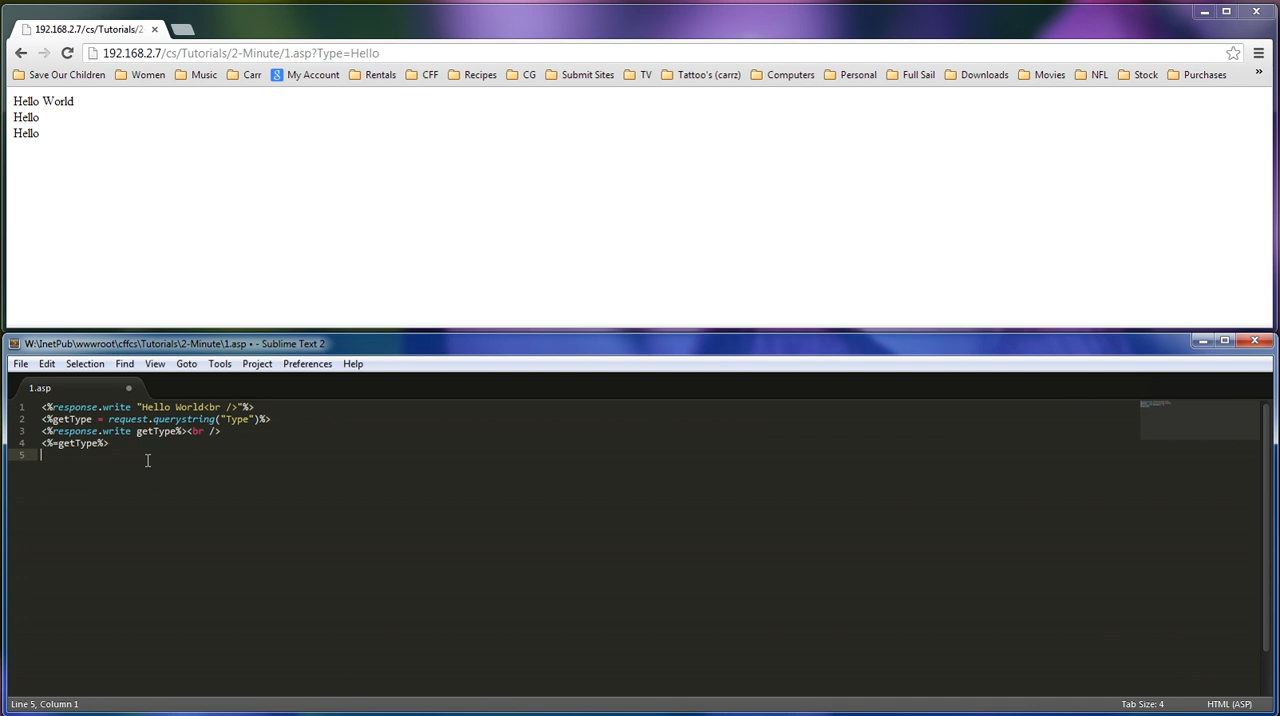 192.168.2.7/cs/Tutorials/2
192.168.2.7/cs/Tutorials/2-Minute/1.asp?Type=Hello
Save Our Children Women Music Carr My Account Rentals CFF Recipes CG Submit Sites TV Tattoo's (carrz) Computers Personal Full Sail Downloads Movies NFL Stock Purchases »
Hello World
Hello
Hello
W:\InetPub\wwwroot\cffcs\Tutorials\2-Minute\1.asp • - Sublime Text 2
File Edit Selection Find View Goto Tools Project Preferences Help
1.asp
1 <%response.write "Hello World<br />"%>
2 <%getType = request.querystring("Type")%>
3 <%response.write getType%><br />
4 <%=getType%>
5
Line 5, Column 1 Tab Size: 4 HTML (ASP)